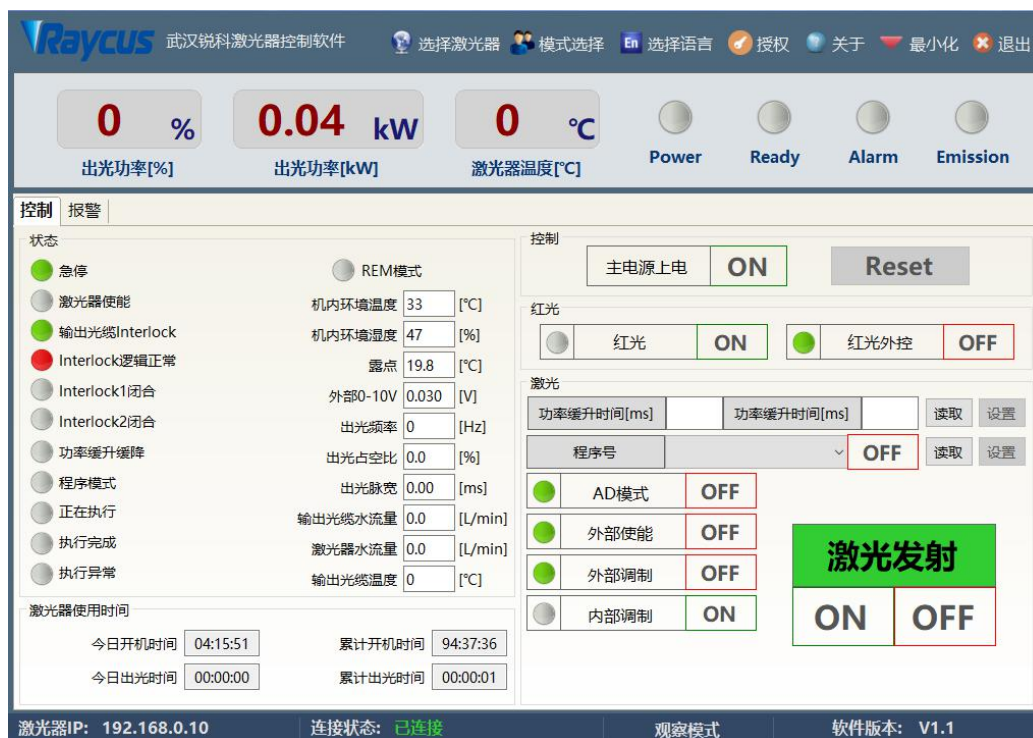 Raycus 武汉锐科激光器控制软件 选择激光器 模式选择 En 选择语言 授权 关于 最小化 退出
0 % 0.04 kW 0 ℃
出光功率[%] 出光功率[kW] 激光器温度[℃] Power Ready Alarm Emission
控制 报警
状态
急停 REM模式
激光器使能 机内环境温度 33 [℃]
输出光缆Interlock 机内环境湿度 47 [%]
Interlock逻辑正常 露点 19.8 [℃]
Interlock1闭合 外部0-10V 0.030 [V]
Interlock2闭合 出光频率 0 [Hz]
功率缓升缓降 出光占空比 0.0 [%]
程序模式 出光脉宽 0.00 [ms]
正在执行 输出光缆水流量 0.0 [L/min]
执行完成 激光器水流量 0.0 [L/min]
执行异常 输出光缆温度 0 [℃]
激光器使用时间
今日开机时间 04:15:51 累计开机时间 94:37:36
今日出光时间 00:00:00 累计出光时间 00:00:01
控制
主电源上电 ON Reset
红光
红光 ON 红光外控 OFF
激光
功率缓升时间[ms] 功率缓升时间[ms] 读取 设置
程序号 OFF 读取 设置
AD模式 OFF
外部使能 OFF
外部调制 OFF
内部调制 ON
激光发射
ON OFF
激光器IP: 192.168.0.10 连接状态: 已连接 观察模式 软件版本: V1.1